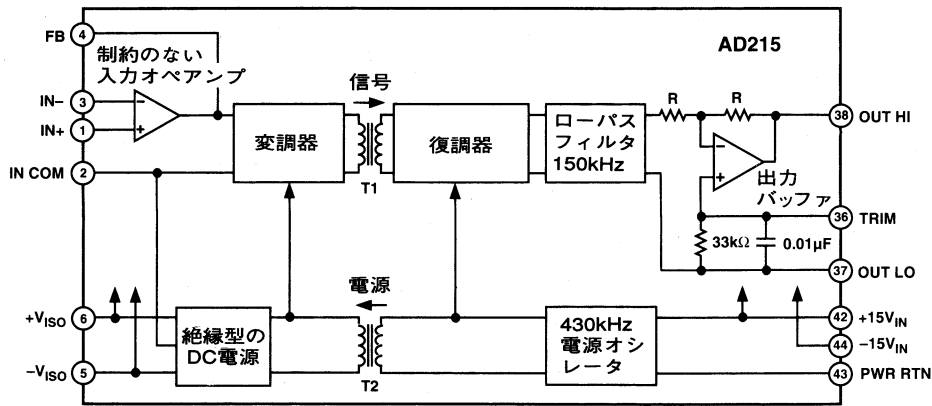 FB
4
制約のない
入力オペアンプ
AD215
IN−
3
IN+
1
IN COM
2
変調器
信号
T1
復調器
ローパス
フィルタ
150kHz
R
R
38
OUT HI
出力
バッファ
36
TRIM
33kΩ
0.01μF
37
OUT LO
電源
+VISO
6
−VISO
5
絶縁型の
DC電源
T2
430kHz
電源オシ
レータ
42
+15VIN
44
−15VIN
43
PWR RTN